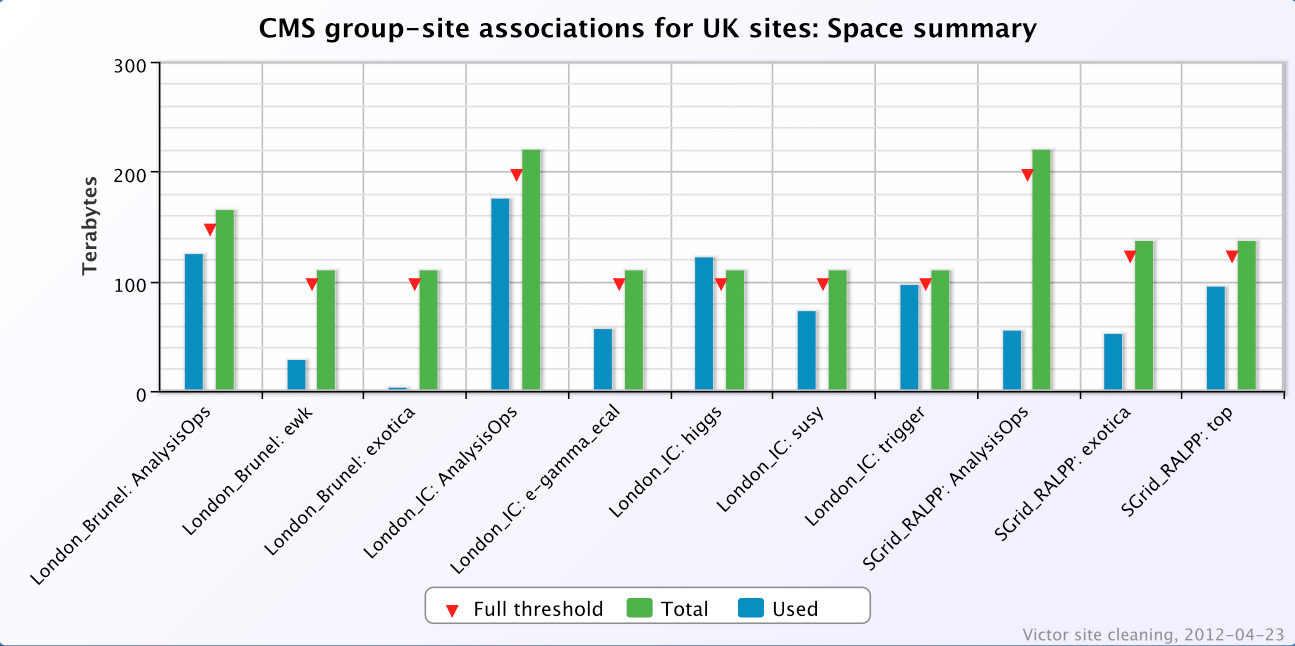 CMS group-site associations for UK sites: Space summary
300
200
100
0
Terabytes
London_Brunel: AnalysisOps
London_Brunel: ewk
London_Brunel: exotica
London_IC: AnalysisOps
London_IC: e-gamma_ecal
London_IC: higgs
London_IC: susy
London_IC: trigger
SGrid_RALPP: AnalysisOps
SGrid_RALPP: exotica
SGrid_RALPP: top
Full threshold Total Used
Victor site cleaning, 2012-04-23